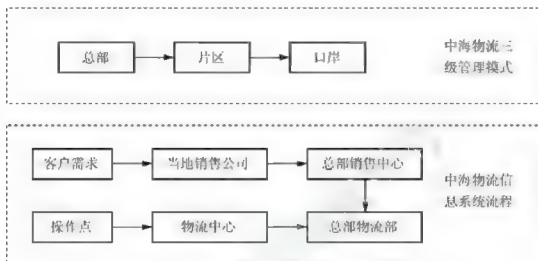 总部
片区
口岸
中海物流三
级管理模式
客户需求
当地销售公司
总部销售中心
中海物流信
息系统流程
操作点
物流中心
总部物流部